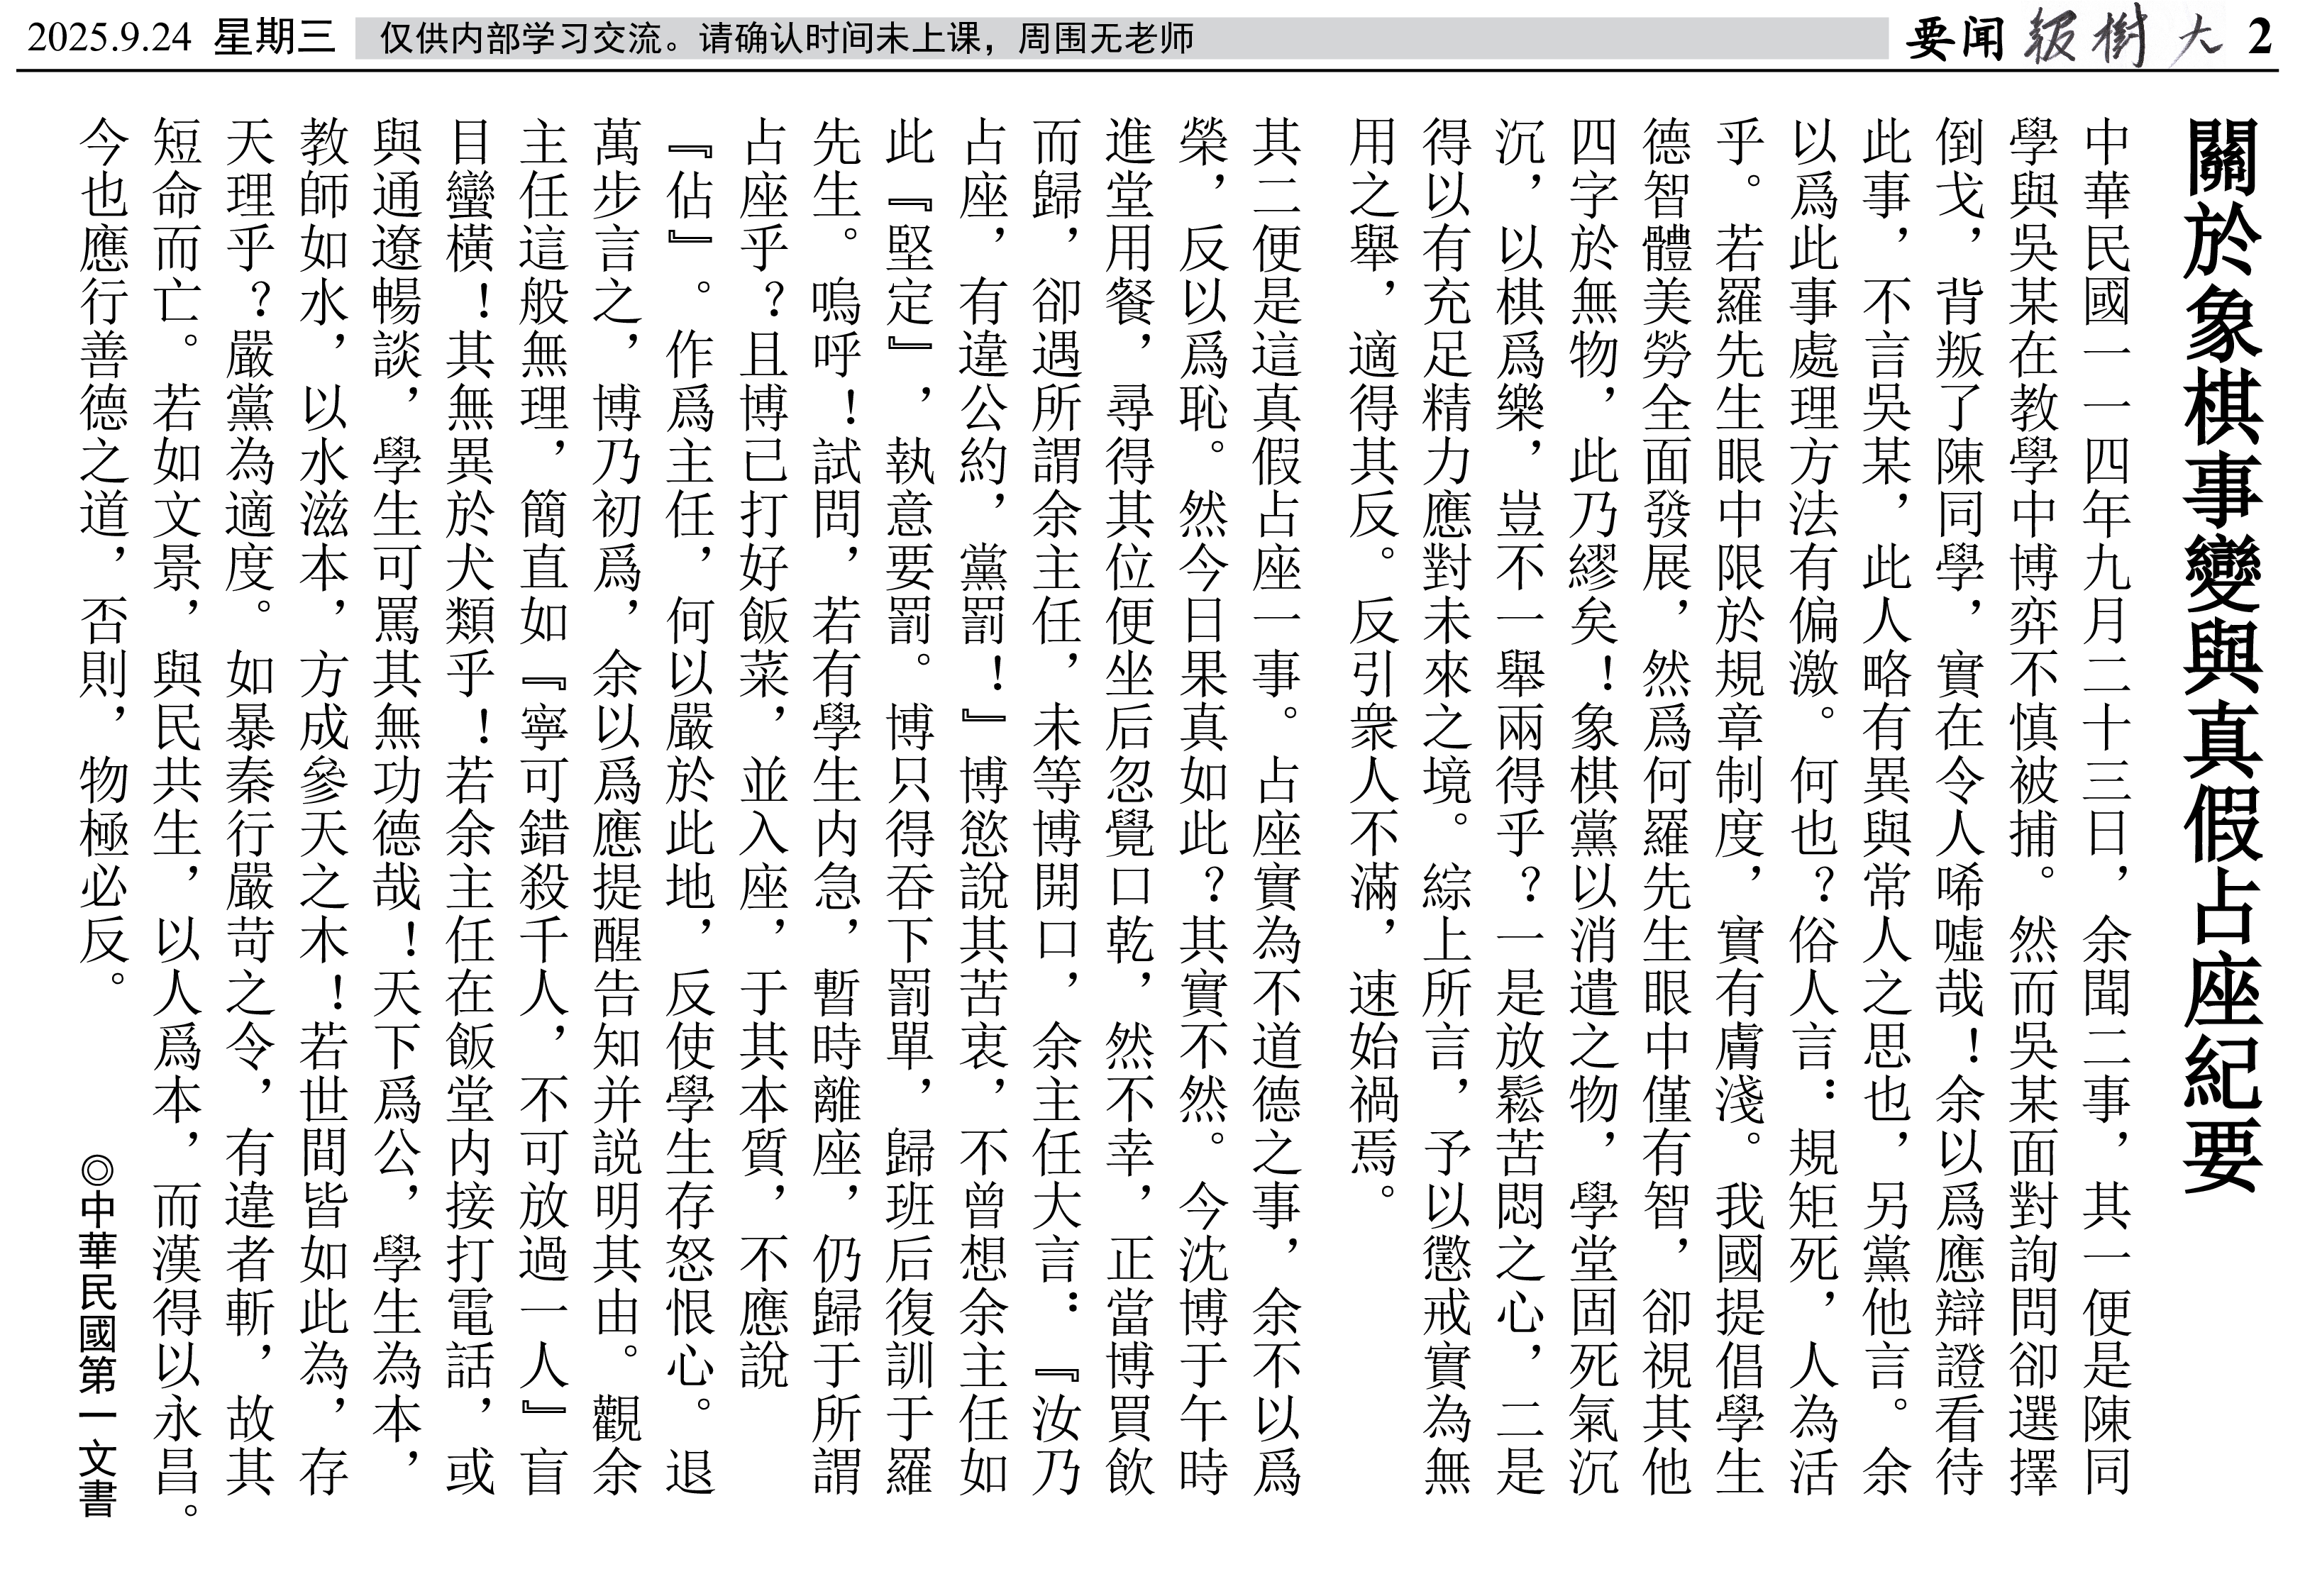 2025.9.24 星期三
仅供内部学习交流。请确认时间未上课，周围无老师
要闻 大樹報 2
關於象棋事變與真假占座紀要
中華民國一一四年九月二十三日，余聞二事，其一便是陳同
學與吳某在教學中博弈不慎被捕。然而吳某面對詢問卻選擇
倒戈，背叛了陳同學，實在令人唏噓哉！余以爲應辯證看待
此事，不言吳某，此人略有異與常人之思也，另黨他言。余
以爲此事處理方法有偏激。何也？俗人言：規矩死，人為活
乎。若羅先生眼中限於規章制度，實有膚淺。我國提倡學生
德智體美勞全面發展，然爲何羅先生眼中僅有智，卻視其他
四字於無物，此乃繆矣！象棋黨以消遣之物，學堂固死氣沉
沉，以棋爲樂，豈不一舉兩得乎？一是放鬆苦悶之心，二是
得以有充足精力應對未來之境。綜上所言，予以懲戒實為無
用之舉，適得其反。反引衆人不滿，速始禍焉。
其二便是這真假占座一事。占座實為不道德之事，余不以爲
榮，反以爲恥。然今日果真如此？其實不然。今沈博于午時
進堂用餐，尋得其位便坐后忽覺口乾，然不幸，正當博買飲
而歸，卻遇所謂余主任，未等博開口，余主任大言：『汝乃
占座，有違公約，黨罰！』博慾說其苦衷，不曾想余主任如
此『堅定』，執意要罰。博只得吞下罰單，歸班后復訓于羅
先生。嗚呼！試問，若有學生内急，暫時離座，仍歸于所謂
占座乎？且博已打好飯菜，並入座，于其本質，不應說
『佔』。作爲主任，何以嚴於此地，反使學生存怒恨心。退
萬步言之，博乃初爲，余以爲應提醒告知并説明其由。觀余
主任這般無理，簡直如『寧可錯殺千人，不可放過一人』盲
目蠻橫！其無異於犬類乎！若余主任在飯堂内接打電話，或
與通遼暢談，學生可罵其無功德哉！天下爲公，學生為本，
教師如水，以水滋本，方成參天之木！若世間皆如此為，存
天理乎？嚴黨為適度。如暴秦行嚴苛之令，有違者斬，故其
短命而亡。若如文景，與民共生，以人爲本，而漢得以永昌。
今也應行善德之道，否則，物極必反。
◎中華民國第一文書